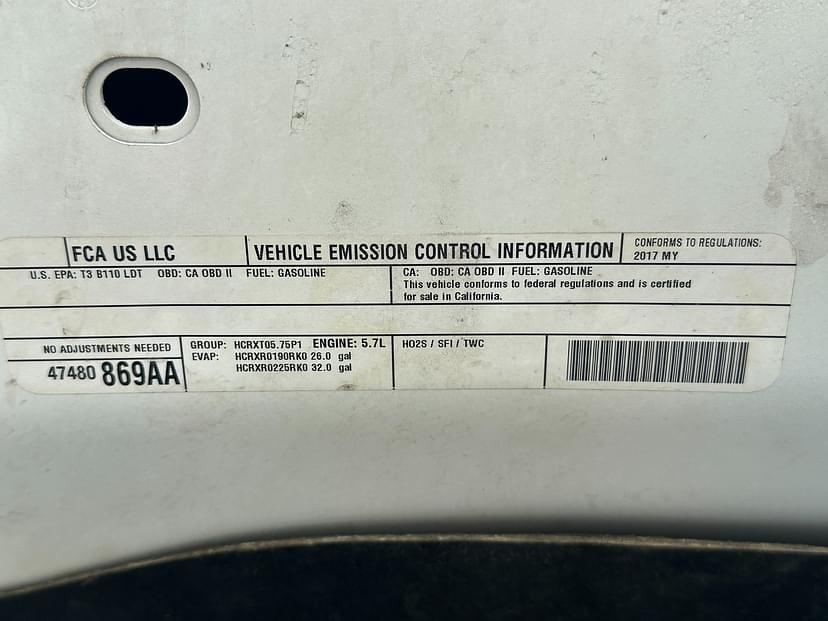 FCA US LLC
VEHICLE EMISSION CONTROL INFORMATION
CONFORMS TO REGULATIONS:
2017 MY
U.S. EPA: T3 B110 LDT OBD: CA OBD II FUEL: GASOLINE
CA: OBD: CA OBD II FUEL: GASOLINE
This vehicle conforms to federal regulations and is certified
for sale in California.
NO ADJUSTMENTS NEEDED
47480 869AA
GROUP: HCRXT05.75P1 ENGINE: 5.7L
EVAP: HCRXR0190RK0 26.0 gal
HCRXR0225RK0 32.0 gal
HO2S / SFI / TWC